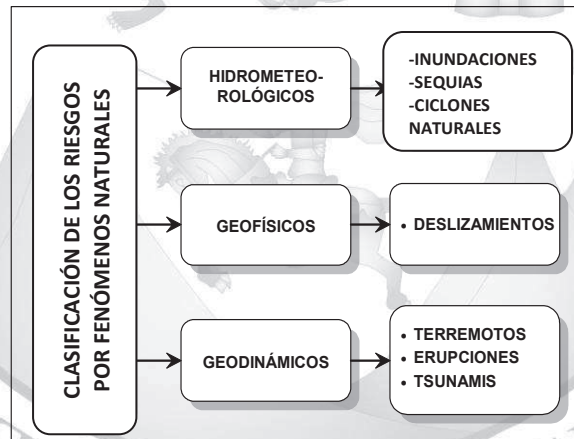 CLASIFICACIÓN DE LOS RIESGOS
POR FENÓMENOS NATURALES
HIDROMETEO-
ROLÓGICOS
-INUNDACIONES
-SEQUIAS
-CICLONES
NATURALES
GEOFÍSICOS
• DESLIZAMIENTOS
GEODINÁMICOS
• TERREMOTOS
• ERUPCIONES
• TSUNAMIS